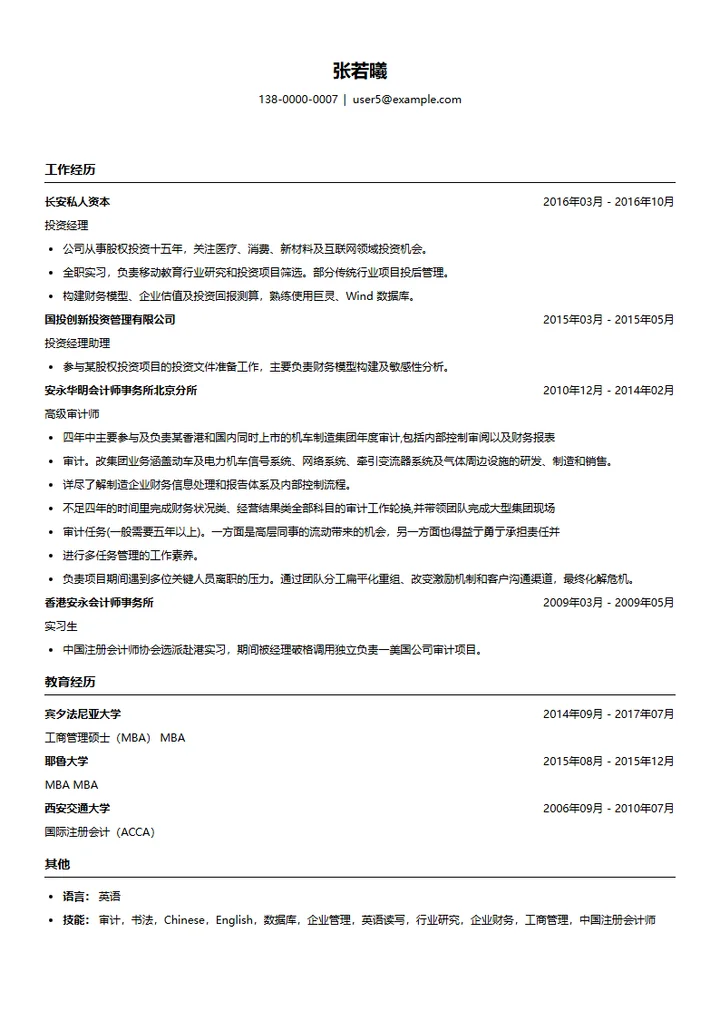 张若曦
138-0000-0007 | user5@example.com
工作经历
长安私人资本 2016年03月 - 2016年10月
投资经理
• 公司从事股权投资十五年，关注医疗、消费、新材料及互联网领域投资机会。
• 全职实习，负责移动教育行业研究和投资项目筛选。部分传统行业项目投后管理。
• 构建财务模型、企业估值及投资回报测算，熟练使用巨灵、Wind 数据库。
国投创新投资管理有限公司 2015年03月 - 2015年05月
投资经理助理
• 参与某股权投资项目的投资文件准备工作，主要负责财务模型构建及敏感性分析。
安永华明会计师事务所北京分所 2010年12月 - 2014年02月
高级审计师
• 四年中主要参与及负责某香港和国内同时上市的机车制造集团年度审计,包括内部控制审阅以及财务报表
• 审计。改集团业务涵盖动车及电力机车信号系统、网络系统、牵引变流器系统及气体周边设施的研发、制造和销售。
• 详尽了解制造企业财务信息处理和报告体系及内部控制流程。
• 不足四年的时间里完成财务状况类、经营结果类全部科目的审计工作轮换,并带领团队完成大型集团现场
• 审计任务(一般需要五年以上)。一方面是高层同事的流动带来的机会，另一方面也得益于勇于承担责任并
• 进行多任务管理的工作素养。
• 负责项目期间遇到多位关键人员离职的压力。通过团队分工扁平化重组、改变激励机制和客户沟通渠道，最终化解危机。
香港安永会计师事务所 2009年03月 - 2009年05月
实习生
• 中国注册会计师协会选派赴港实习，期间被经理破格调用独立负责一美国公司审计项目。
教育经历
宾夕法尼亚大学 2014年09月 - 2017年07月
工商管理硕士（MBA） MBA
耶鲁大学 2015年08月 - 2015年12月
MBA MBA
西安交通大学 2006年09月 - 2010年07月
国际注册会计（ACCA）
其他
• 语言： 英语
• 技能： 审计，书法，Chinese，English，数据库，企业管理，英语读写，行业研究，企业财务，工商管理，中国注册会计师